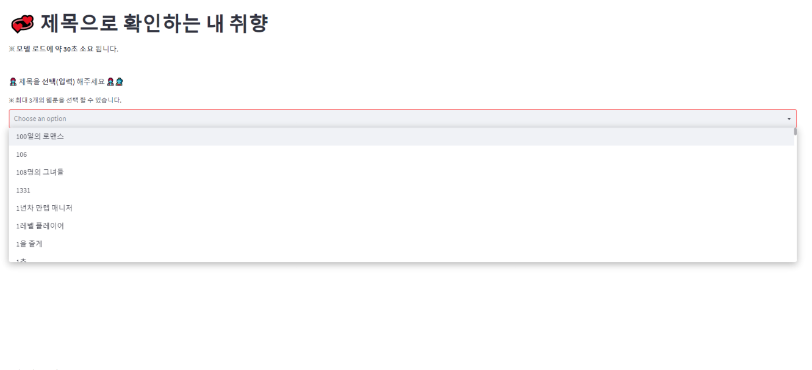 제목으로 확인하는 내 취향
※ 모델 로드에 약 30초 소요 됩니다.
제목을 선택(입력) 해주세요
※ 최대 3개의 웹툰을 선택 할 수 있습니다.
Choose an option
100일의 로맨스
106
108명의 그녀들
1331
1년차 만렙 매니저
1레벨 플레이어
1을 줄게
1초